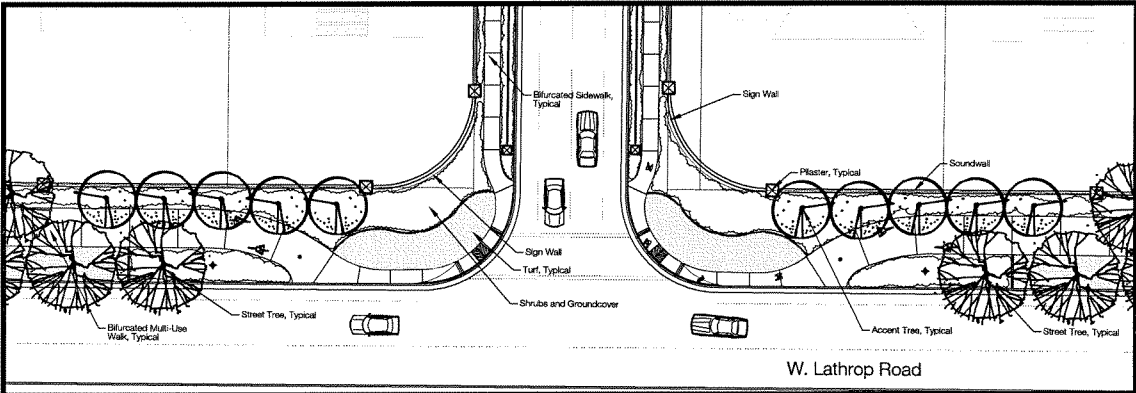 Bifurcated Sidewalk,
Typical
Sign Wall
Soundwall
Pilaster, Typical
Sign Wall
Turf, Typical
Shrubs and Groundcover
Street Tree, Typical
Bifurcated Multi-Use
Walk, Typical
Accent Tree, Typical
Street Tree, Typical
W. Lathrop Road